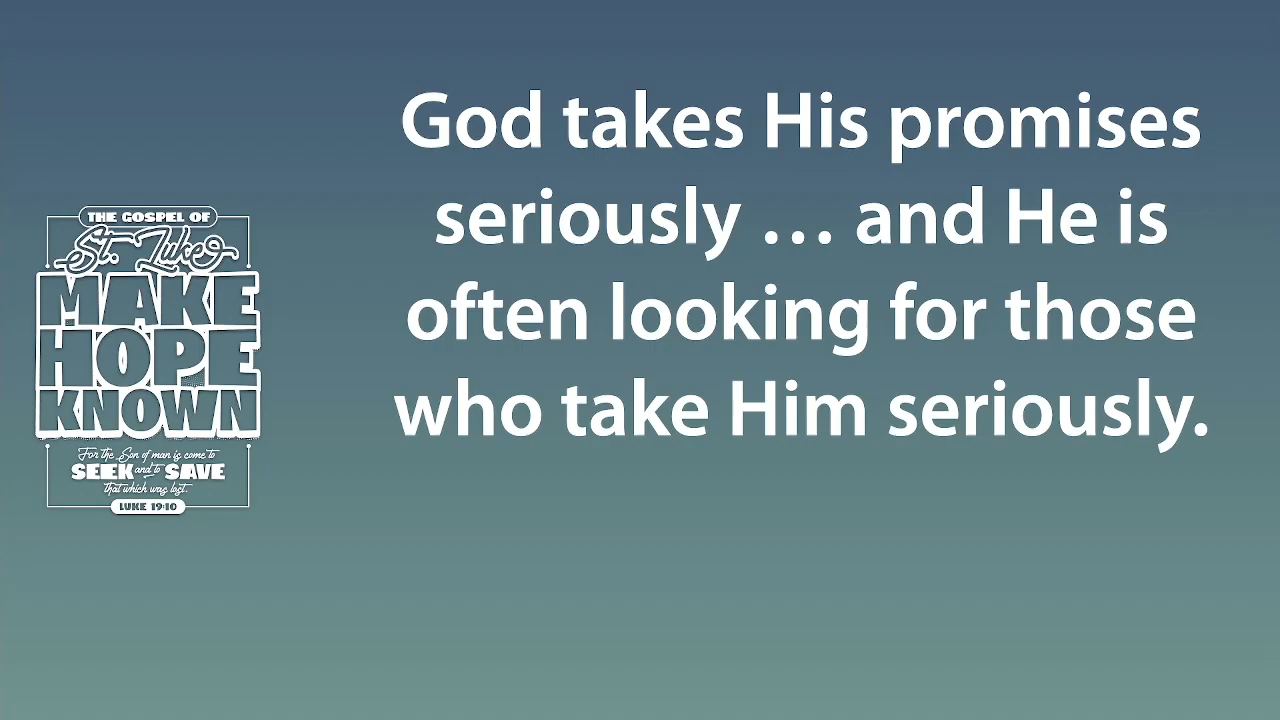 God takes His promises
seriously ... and He is
often looking for those
who take Him seriously.
THE GOSPEL OF
St. Luke
MAKE
HOPE
KNOWN
For the Son of man is come to
SEEK and to SAVE
that which was lost.
LUKE 19:10